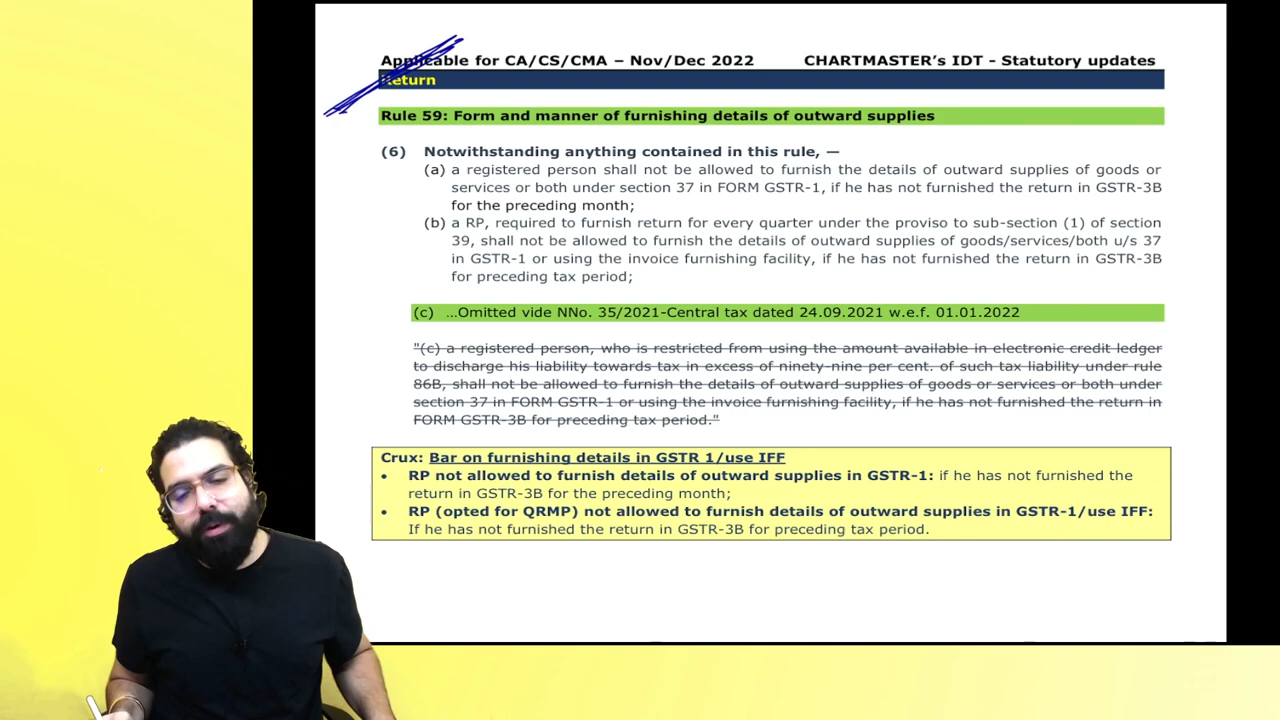 Applicable for CA/CS/CMA – Nov/Dec 2022 CHARTMASTER's IDT - Statutory updates
Return
Rule 59: Form and manner of furnishing details of outward supplies
(6) Notwithstanding anything contained in this rule, —
(a) a registered person shall not be allowed to furnish the details of outward supplies of goods or
services or both under section 37 in FORM GSTR-1, if he has not furnished the return in GSTR-3B
for the preceding month;
(b) a RP, required to furnish return for every quarter under the proviso to sub-section (1) of section
39, shall not be allowed to furnish the details of outward supplies of goods/services/both u/s 37
in GSTR-1 or using the invoice furnishing facility, if he has not furnished the return in GSTR-3B
for preceding tax period;
(c) …Omitted vide NNo. 35/2021-Central tax dated 24.09.2021 w.e.f. 01.01.2022
"(c) a registered person, who is restricted from using the amount available in electronic credit ledger
to discharge his liability towards tax in excess of ninety-nine per cent. of such tax liability under rule
86B, shall not be allowed to furnish the details of outward supplies of goods or services or both under
section 37 in FORM GSTR-1 or using the invoice furnishing facility, if he has not furnished the return in
FORM GSTR-3B for preceding tax period."
Crux: Bar on furnishing details in GSTR 1/use IFF
• RP not allowed to furnish details of outward supplies in GSTR-1: if he has not furnished the
return in GSTR-3B for the preceding month;
• RP (opted for QRMP) not allowed to furnish details of outward supplies in GSTR-1/use IFF:
If he has not furnished the return in GSTR-3B for preceding tax period.